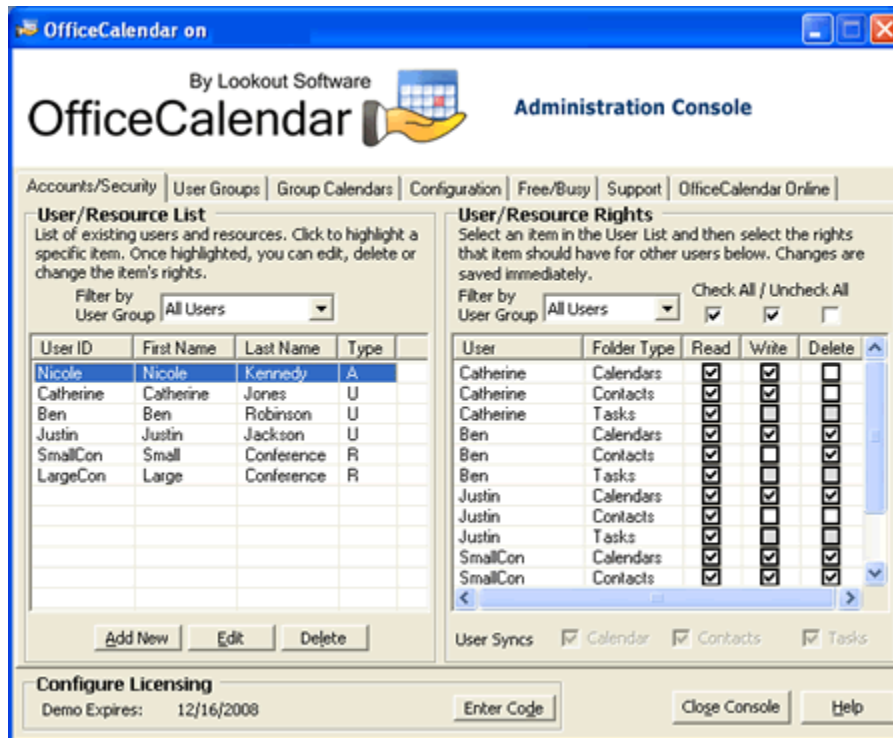 OfficeCalendar on
By Lookout Software
OfficeCalendar
Administration Console
Accounts/Security User Groups Group Calendars Configuration Free/Busy Support OfficeCalendar Online
User/Resource List
List of existing users and resources. Click to highlight a
specific item. Once highlighted, you can edit, delete or
change the item's rights.
Filter by
User Group All Users
User ID First Name Last Name Type
Nicole Nicole Kennedy A
Catherine Catherine Jones U
Ben Ben Robinson U
Justin Justin Jackson U
SmallCon Small Conference R
LargeCon Large Conference R
Add New Edit Delete
User/Resource Rights
Select an item in the User List and then select the rights
that item should have for other users below. Changes are
saved immediately.
Filter by
User Group All Users
Check All / Uncheck All
User Folder Type Read Write Delete
Catherine Calendars
Catherine Contacts
Catherine Tasks
Ben Calendars
Ben Contacts
Ben Tasks
Justin Calendars
Justin Contacts
Justin Tasks
SmallCon Calendars
SmallCon Contacts
User Syncs Calendar Contacts Tasks
Configure Licensing
Demo Expires: 12/16/2008
Enter Code
Close Console
Help